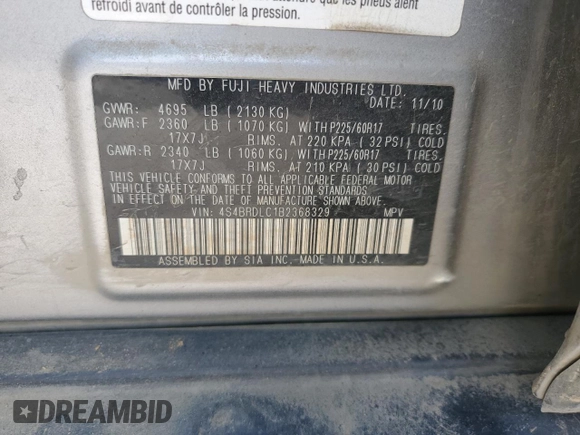 refroidi avant de contrôler la pression.
MFD BY FUJI HEAVY INDUSTRIES LTD.
DATE: 11/10
GVWR: 4695 LB ( 2130 KG)
GAWR:F 2360 LB ( 1070 KG) WITH P225/60R17 TIRES.
17X7J RIMS. AT 220 KPA ( 32 PSI) COLD
GAWR:R 2340 LB ( 1060 KG) WITH P225/60R17 TIRES.
17X7J RIMS. AT 210 KPA ( 30 PSI) COLD
THIS VEHICLE CONFORMS TO ALL APPLICABLE FEDERAL MOTOR
VEHICLE SAFETY AND THEFT PREVENTION STANDARDS
IN EFFECT ON THE DATE OF MANUFACTURE SHOWN ABOVE.
VIN: 4S4BRDLC1B2368329 MPV
ASSEMBLED BY SIA INC. MADE IN U.S.A.
DREAMBID